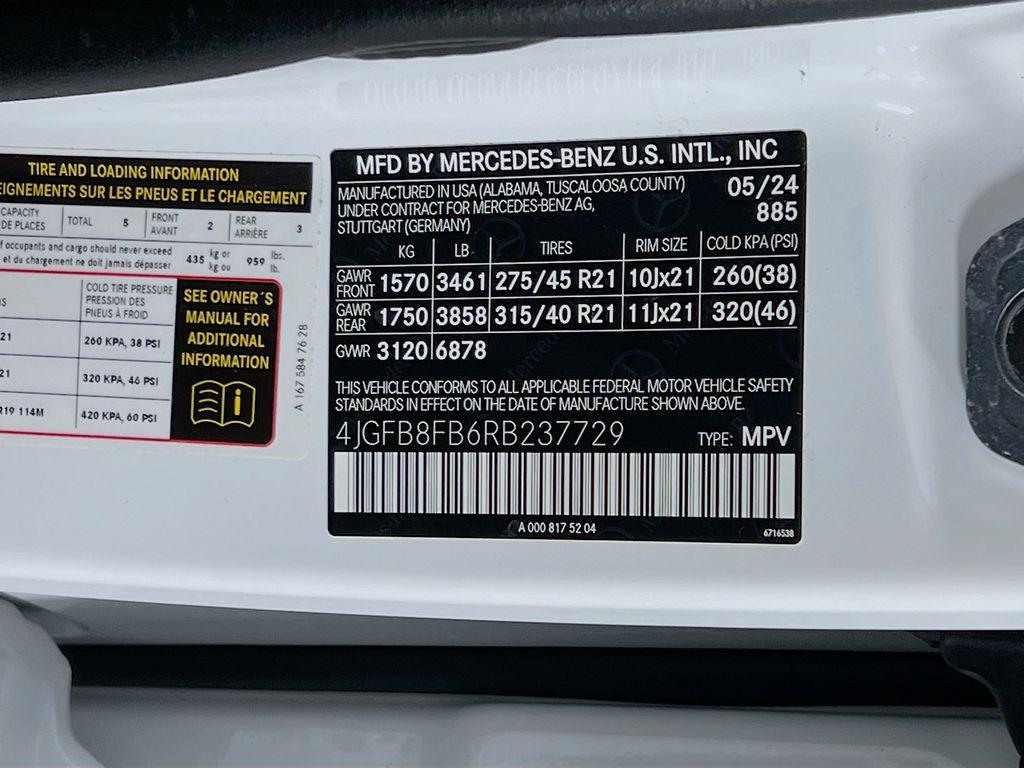 TIRE AND LOADING INFORMATION
EIGNEMENTS SUR LES PNEUS ET LE CHARGEMENT
CAPACITY
DE PLACES
TOTAL 5
FRONT
AVANT
2
REAR
ARRIÈRE
3
of occupants and cargo should never exceed
et du chargement ne doit jamais dépasser
435 kg or
kg ou
959 lbs.
lb.
COLD TIRE PRESSURE
PRESSION DES
PNEUS À FROID
21 260 KPA, 38 PSI
21 320 KPA, 46 PSI
R19 114M 420 KPA, 60 PSI
SEE OWNER´S
MANUAL FOR
ADDITIONAL
INFORMATION
A 167 584 76 28
MFD BY MERCEDES-BENZ U.S. INTL., INC
MANUFACTURED IN USA (ALABAMA, TUSCALOOSA COUNTY)
UNDER CONTRACT FOR MERCEDES-BENZ AG,
STUTTGART (GERMANY)
05/24
885
KG LB TIRES RIM SIZE COLD KPA (PSI)
GAWR
FRONT
1570 3461 275/45 R21 10Jx21 260(38)
GAWR
REAR
1750 3858 315/40 R21 11Jx21 320(46)
GWR 3120 6878
THIS VEHICLE CONFORMS TO ALL APPLICABLE FEDERAL MOTOR VEHICLE SAFETY
STANDARDS IN EFFECT ON THE DATE OF MANUFACTURE SHOWN ABOVE.
4JGFB8FB6RB237729 TYPE: MPV
A 000 817 52 04
6716538